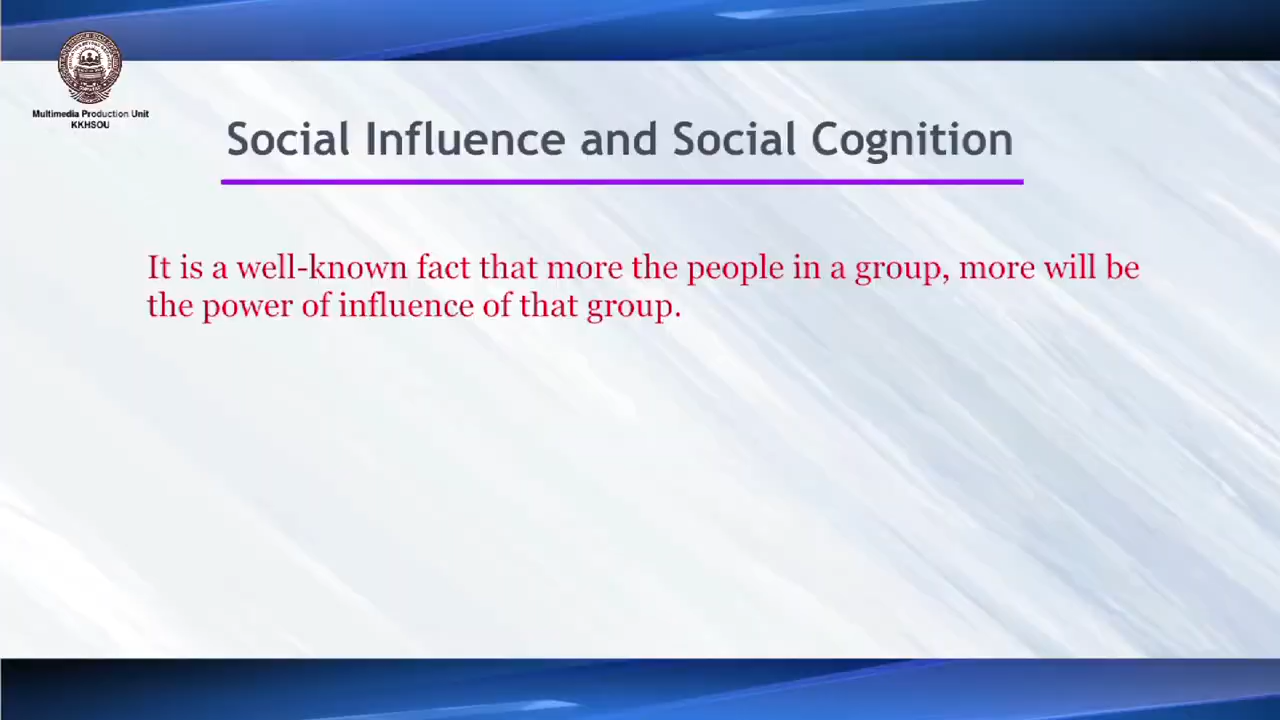 Multimedia Production Unit
KKHSOU
Social Influence and Social Cognition
It is a well-known fact that more the people in a group, more will be
the power of influence of that group.